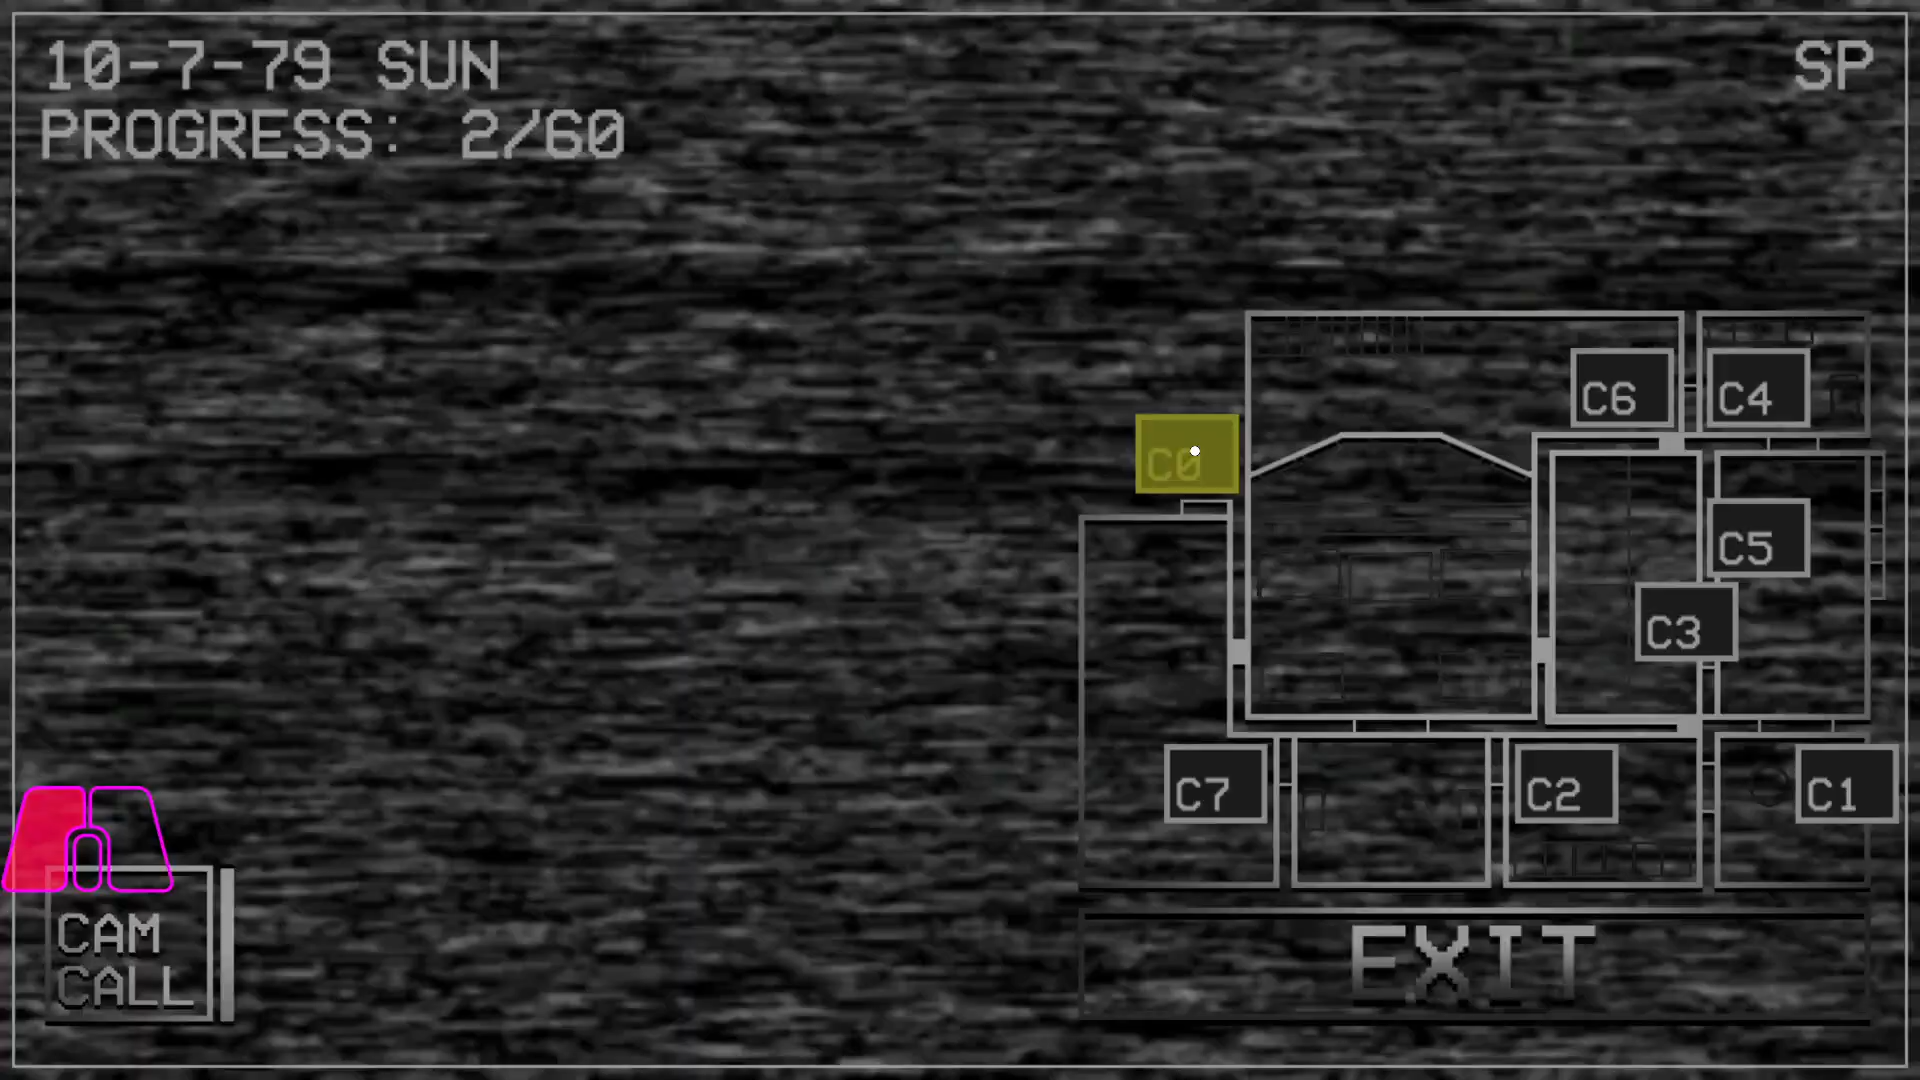 10-7-79 SUN
SP
PROGRESS: 2/60
C6
C4
C0
C5
C3
C7
C2
C1
CAM
CALL
EXIT